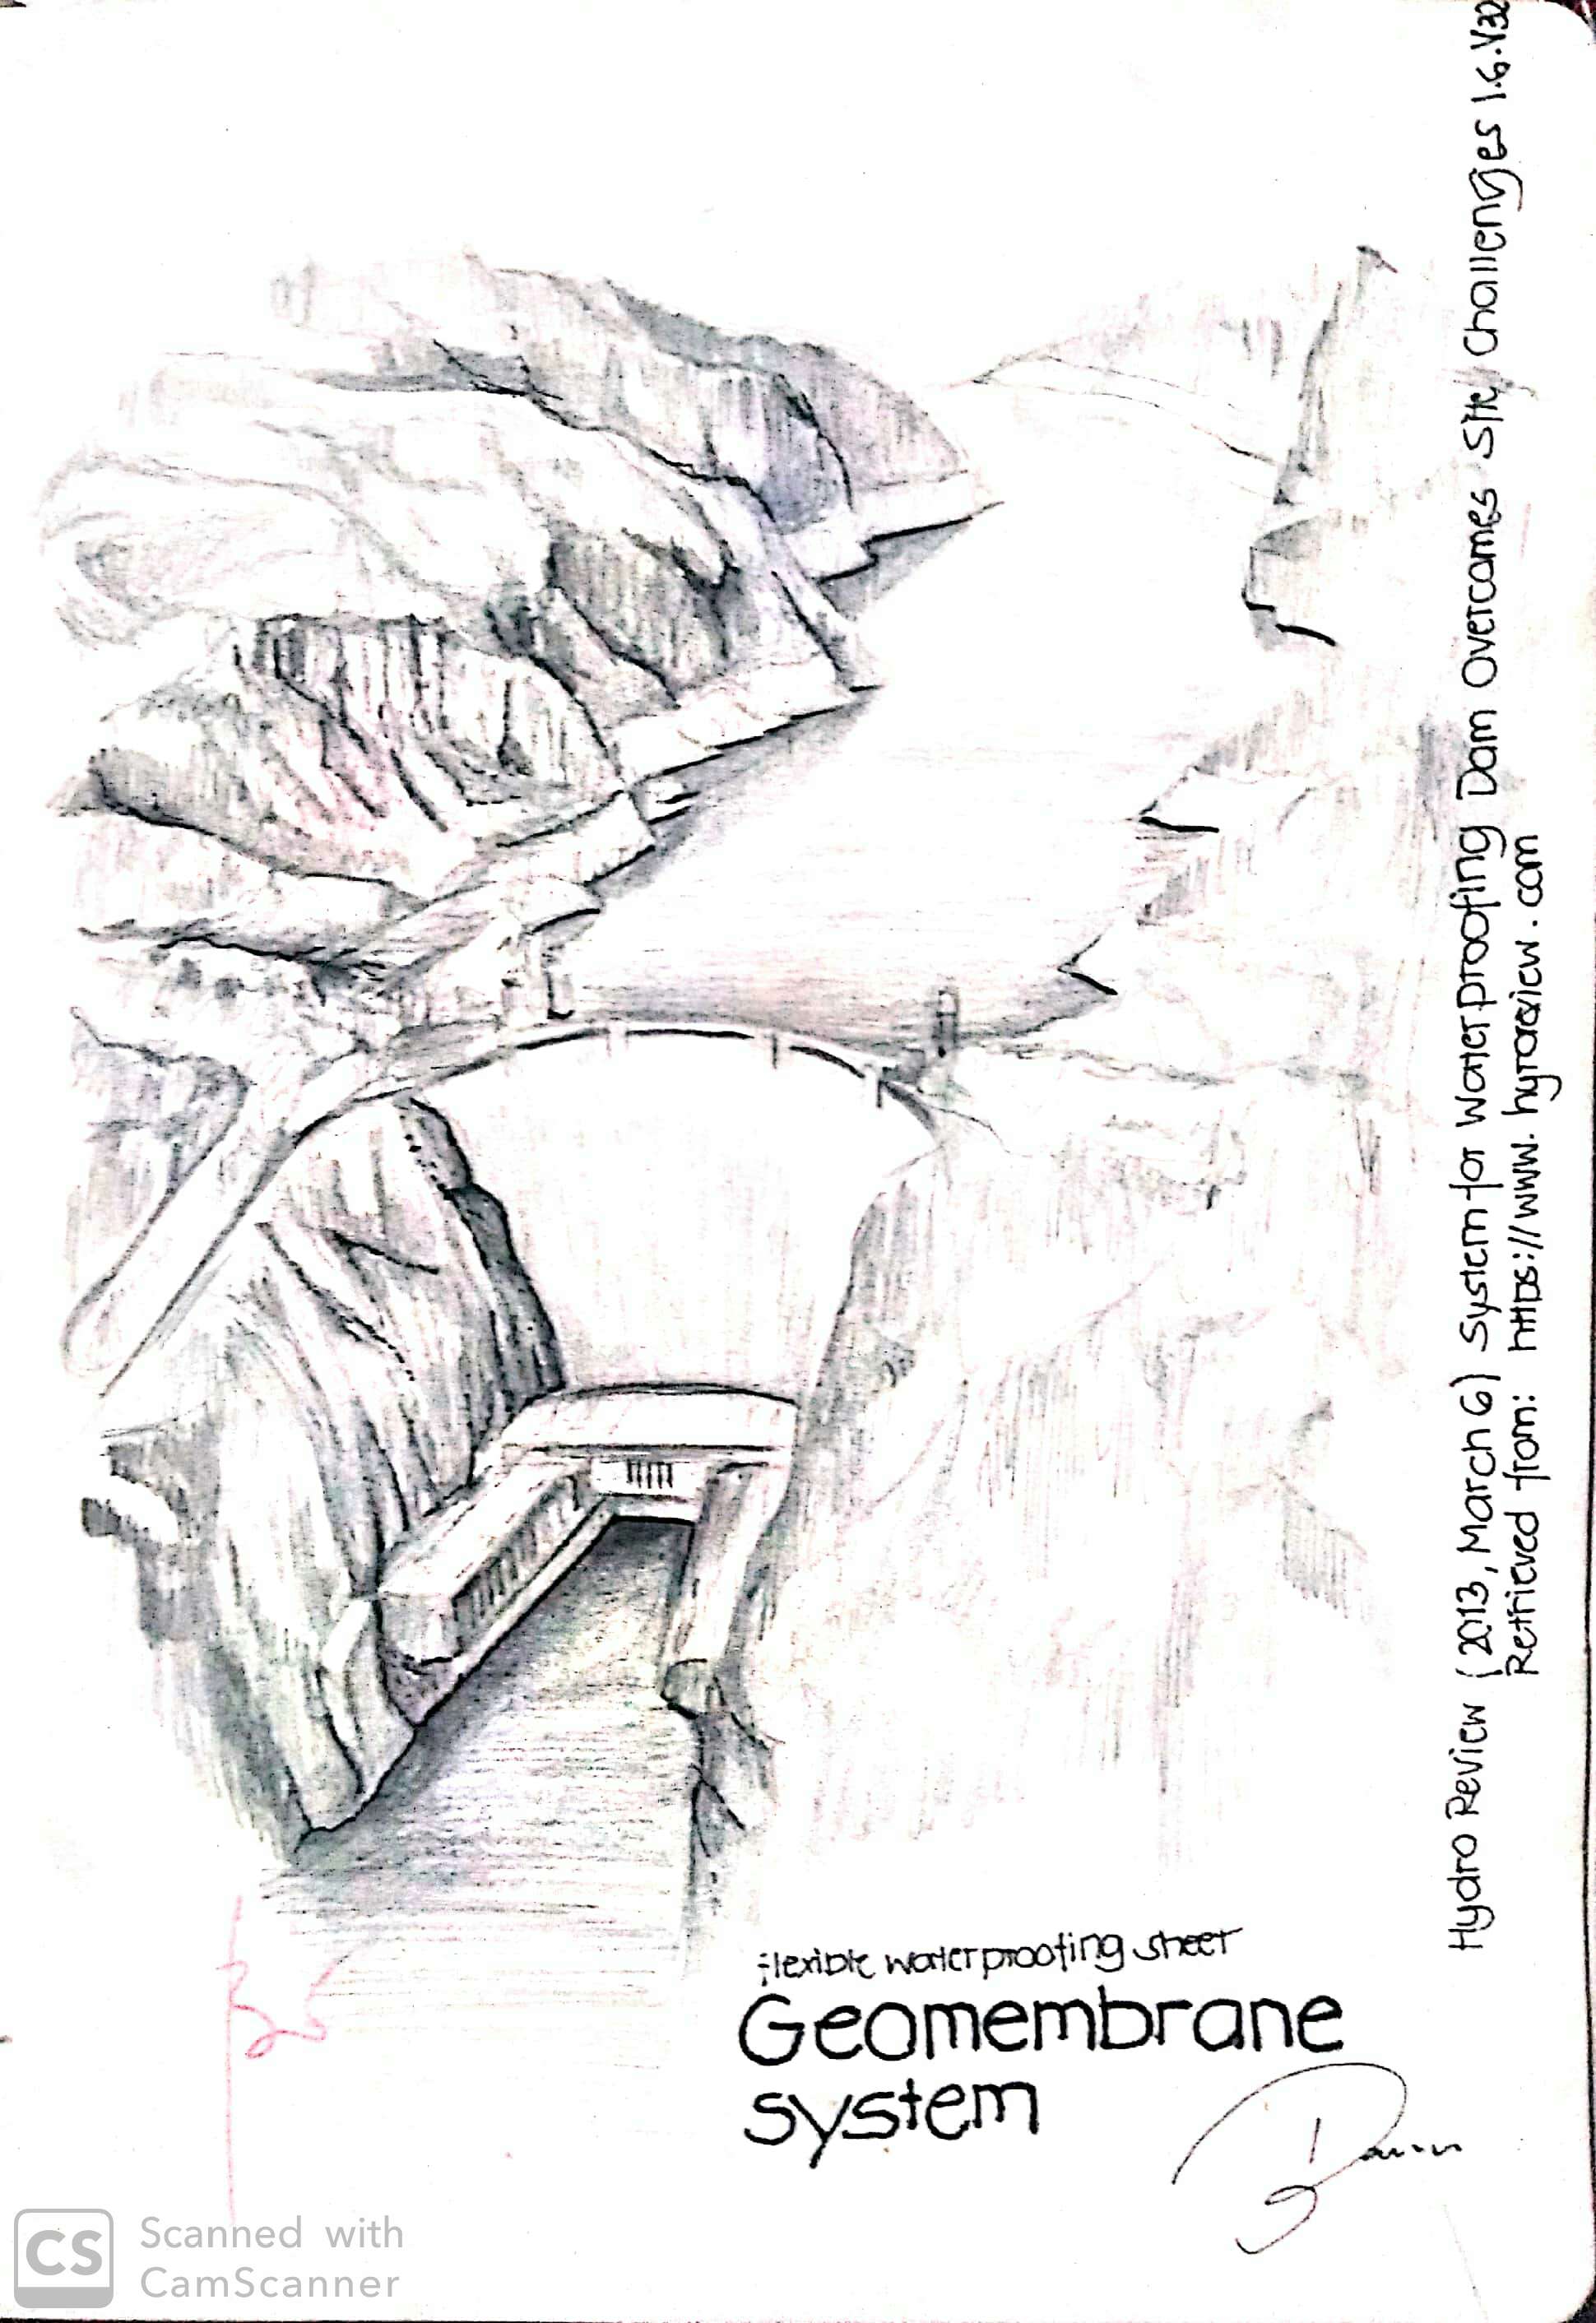 Hydro Review (2013, March 6) System for Waterproofing Dam Overcomes Site Challenges 1.6.V32
Retrieved from: https://www.hyroreview.com
flexible waterproofing sheet
Geomembrane
system
CS
Scanned with
CamScanner